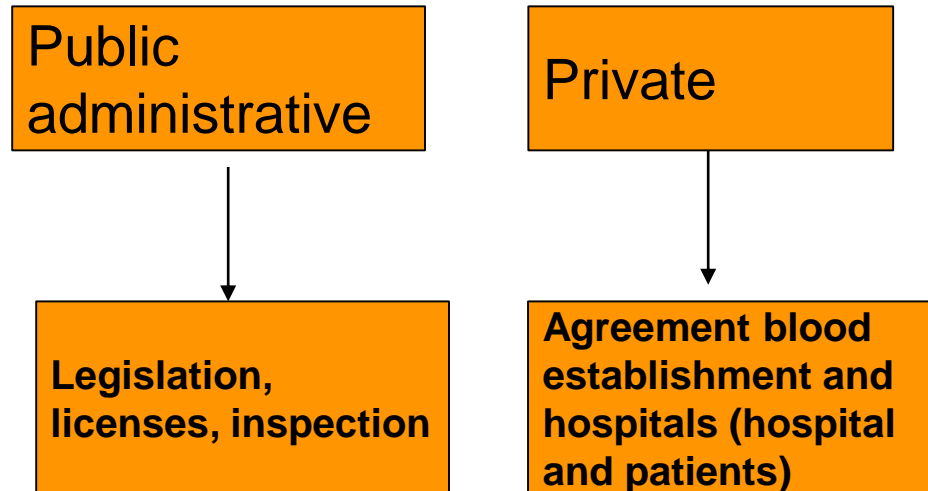 Public
administrative
Private
Legislation,
licenses, inspection
Agreement blood
establishment and
hospitals (hospital
and patients)